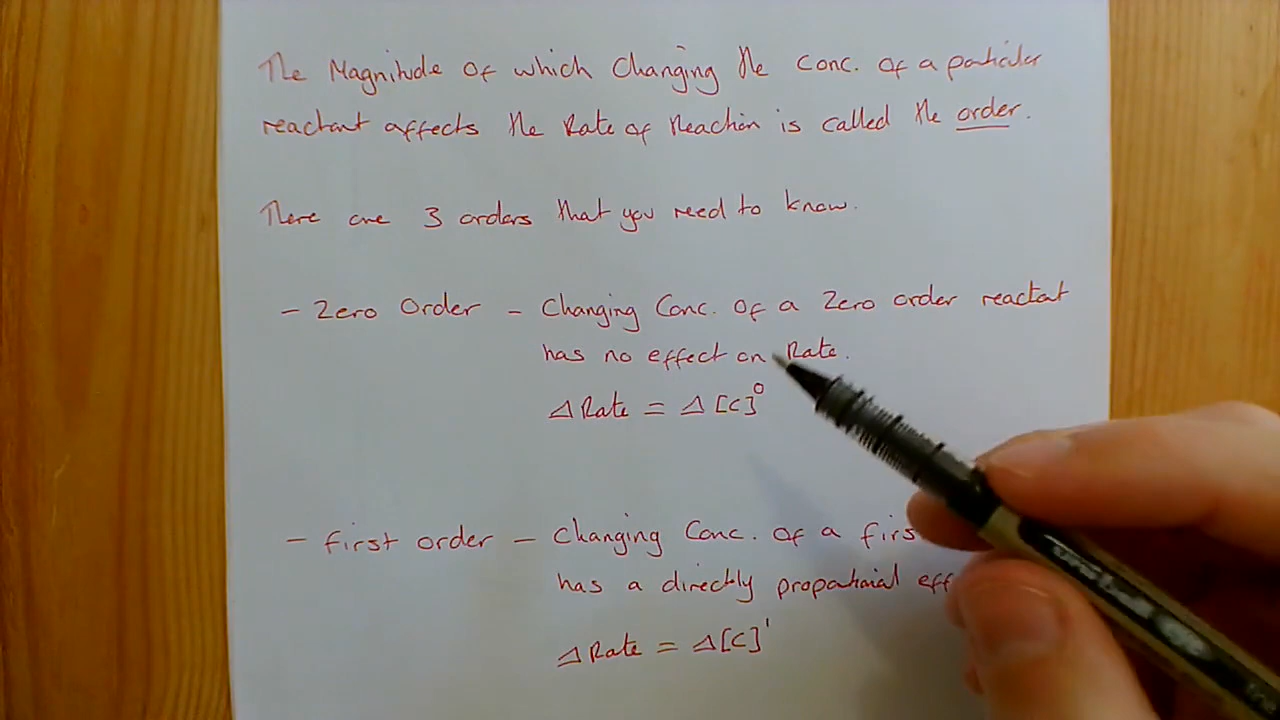 The Magnitude of which changing the conc. of a particular
reactant affects the Rate of Reaction is called the order.
There are 3 orders that you need to know.
- Zero Order - Changing Conc. of a Zero order reactant
has no effect on Rate.
Δ Rate = Δ [C]⁰
- First order - Changing Conc. of a firs
has a directly proportional eff
Δ Rate = Δ [C]¹